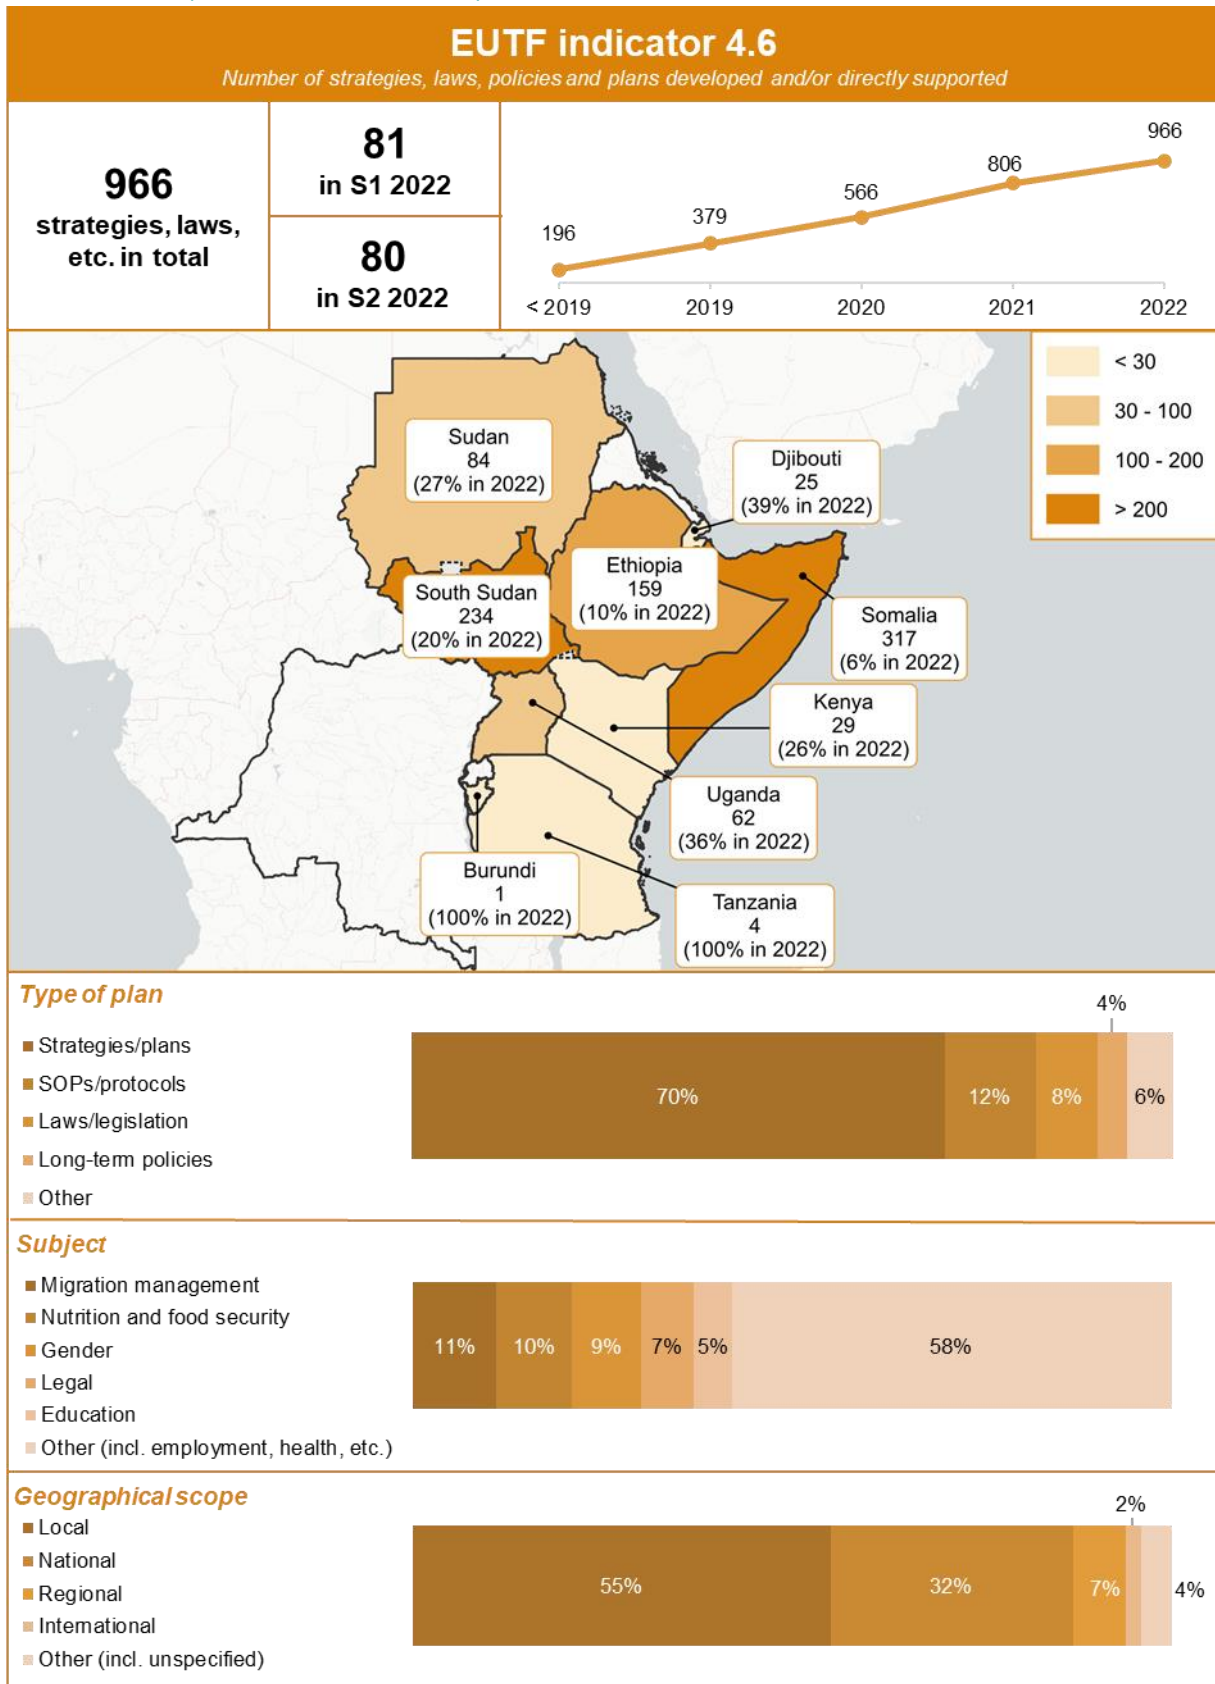 EUTF indicator 4.6
Number of strategies, laws, policies and plans developed and/or directly supported
966
strategies, laws,
etc. in total
81
in S1 2022
80
in S2 2022
196
379
566
806
966
< 2019
2019
2020
2021
2022
< 30
30 - 100
100 - 200
> 200
Sudan
84
(27% in 2022)
Djibouti
25
(39% in 2022)
Ethiopia
159
(10% in 2022)
South Sudan
234
(20% in 2022)
Somalia
317
(6% in 2022)
Kenya
29
(26% in 2022)
Uganda
62
(36% in 2022)
Burundi
1
(100% in 2022)
Tanzania
4
(100% in 2022)
Type of plan
Strategies/plans
SOPs/protocols
Laws/legislation
Long-term policies
Other
70%
12%
8%
4%
6%
Subject
Migration management
Nutrition and food security
Gender
Legal
Education
Other (incl. employment, health, etc.)
11%
10%
9%
7%
5%
58%
Geographical scope
Local
National
Regional
International
Other (incl. unspecified)
55%
32%
7%
2%
4%